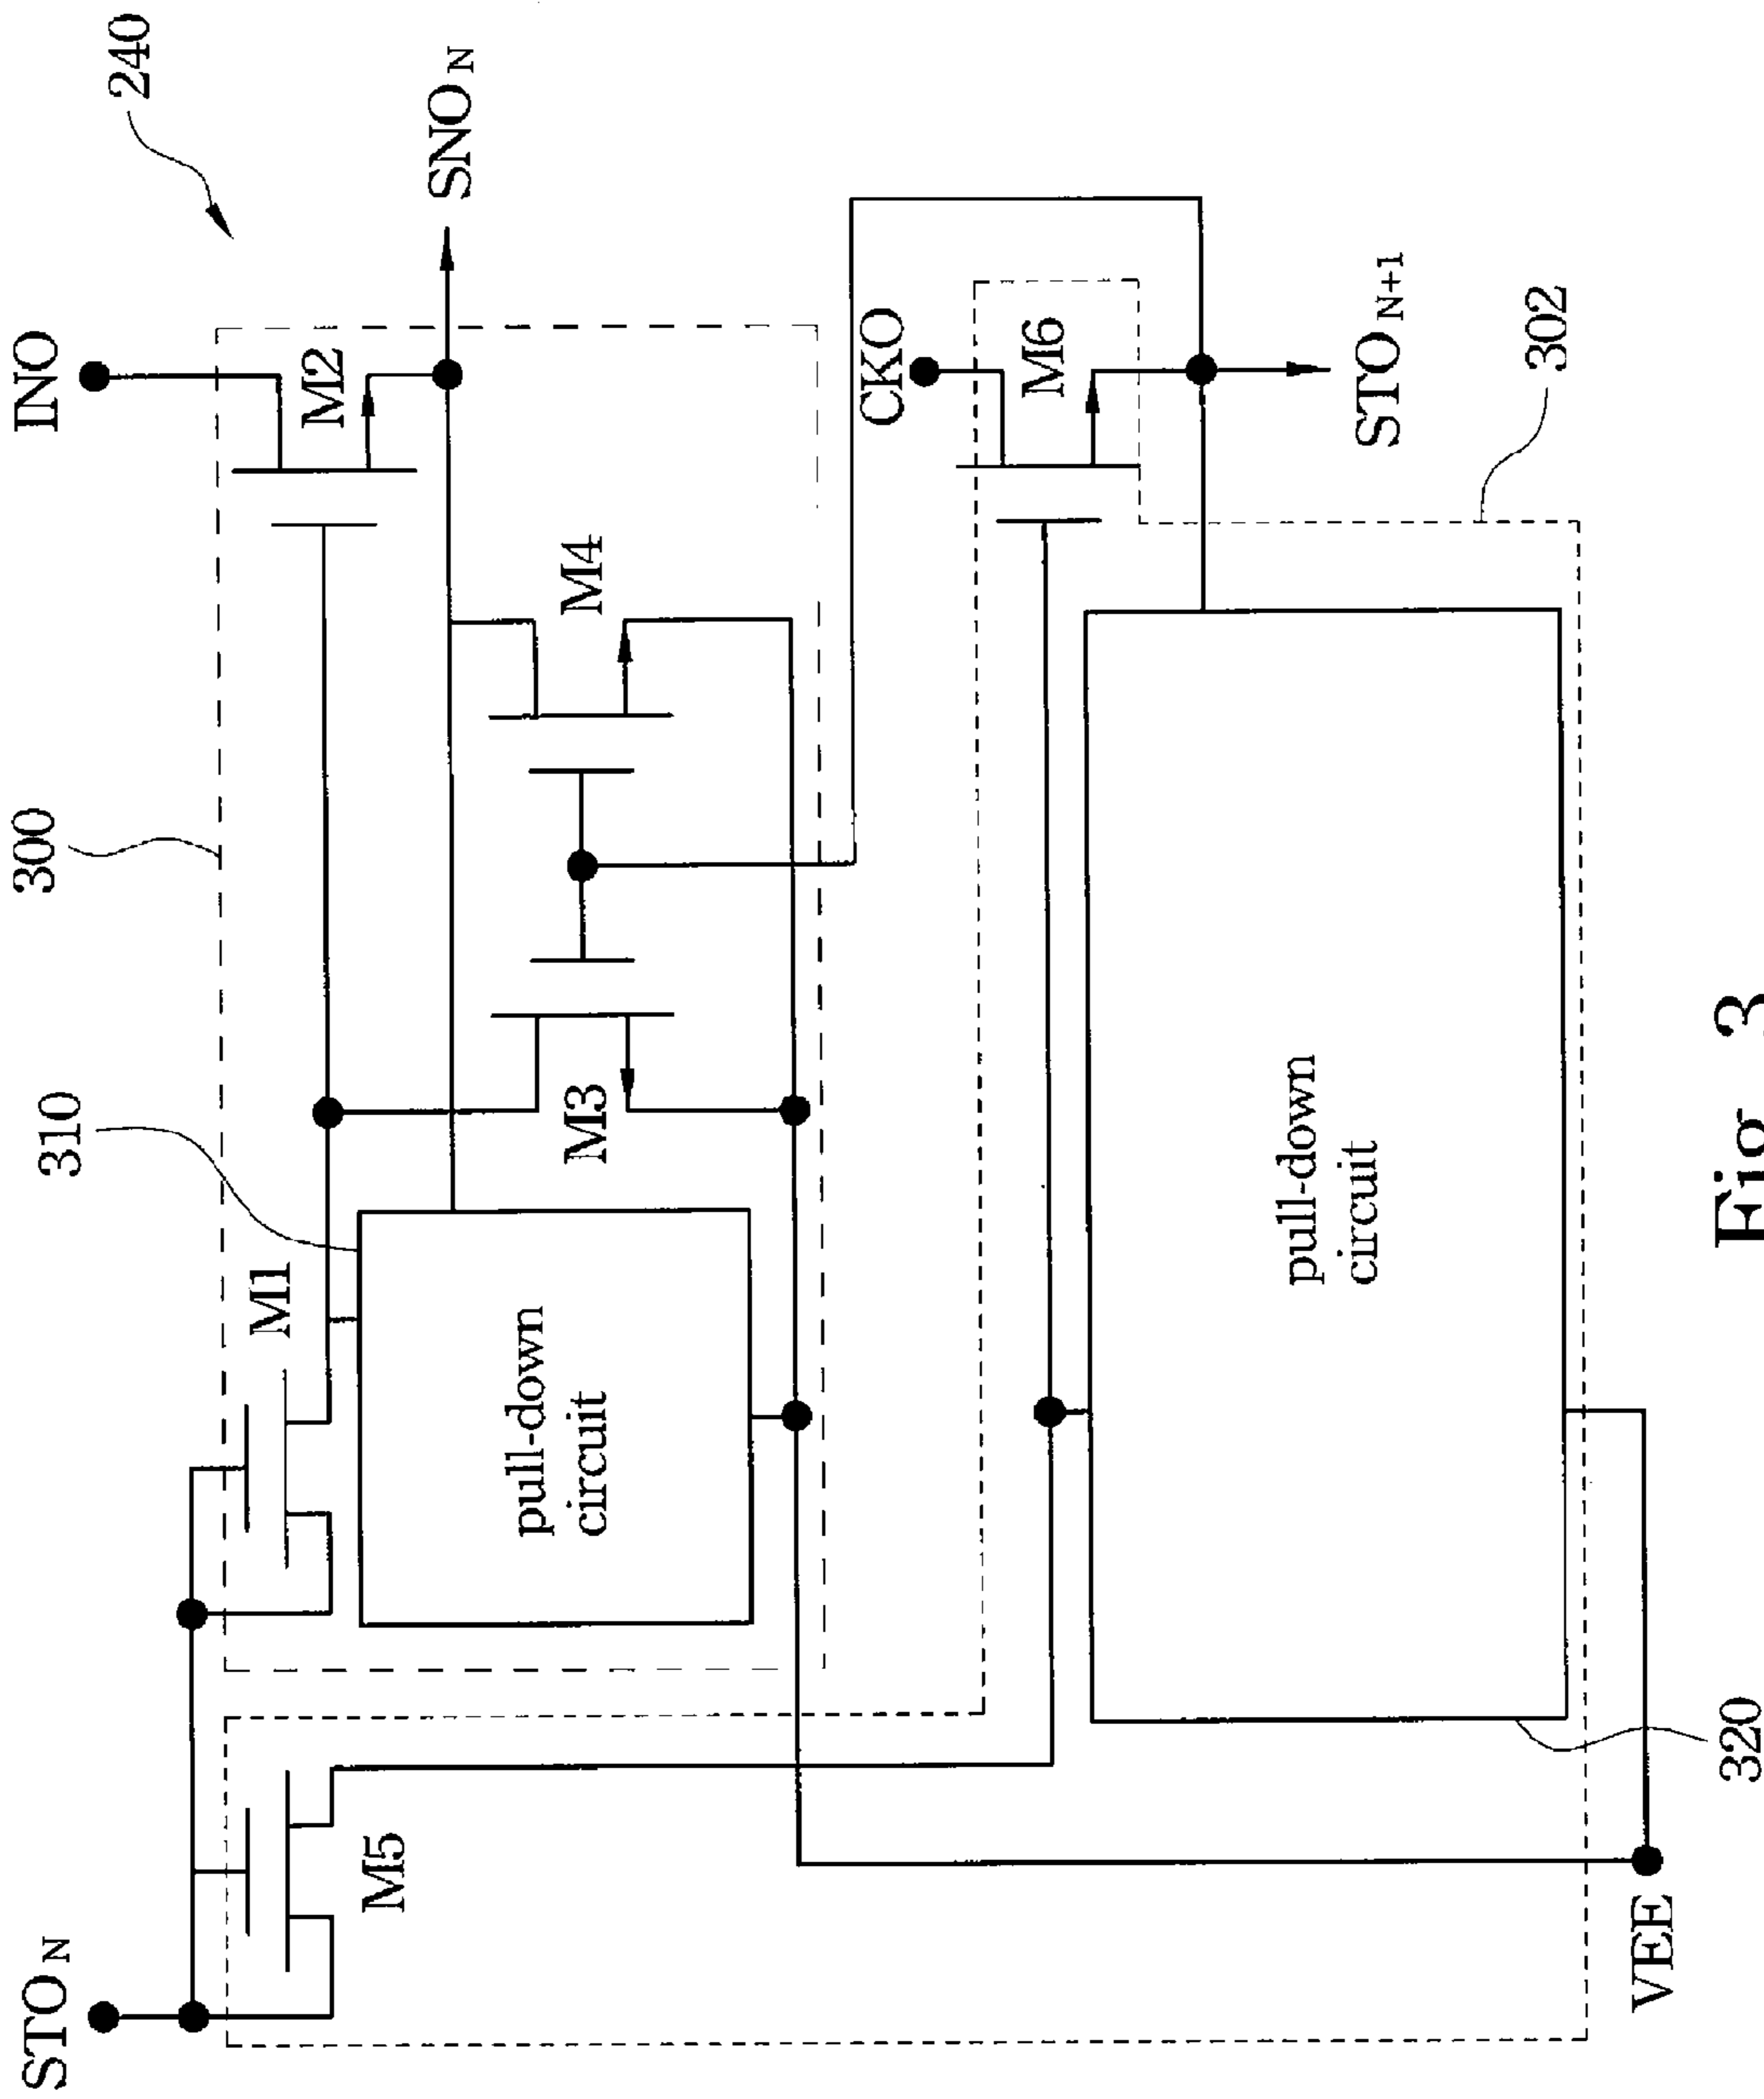 240
INO
STO N
300
310
M1
M2
SNO N
M5
M3
M4
pull-down
circuit
CKO
M6
STO N+1
302
pull-down
circuit
VEE
320
Fig. 3